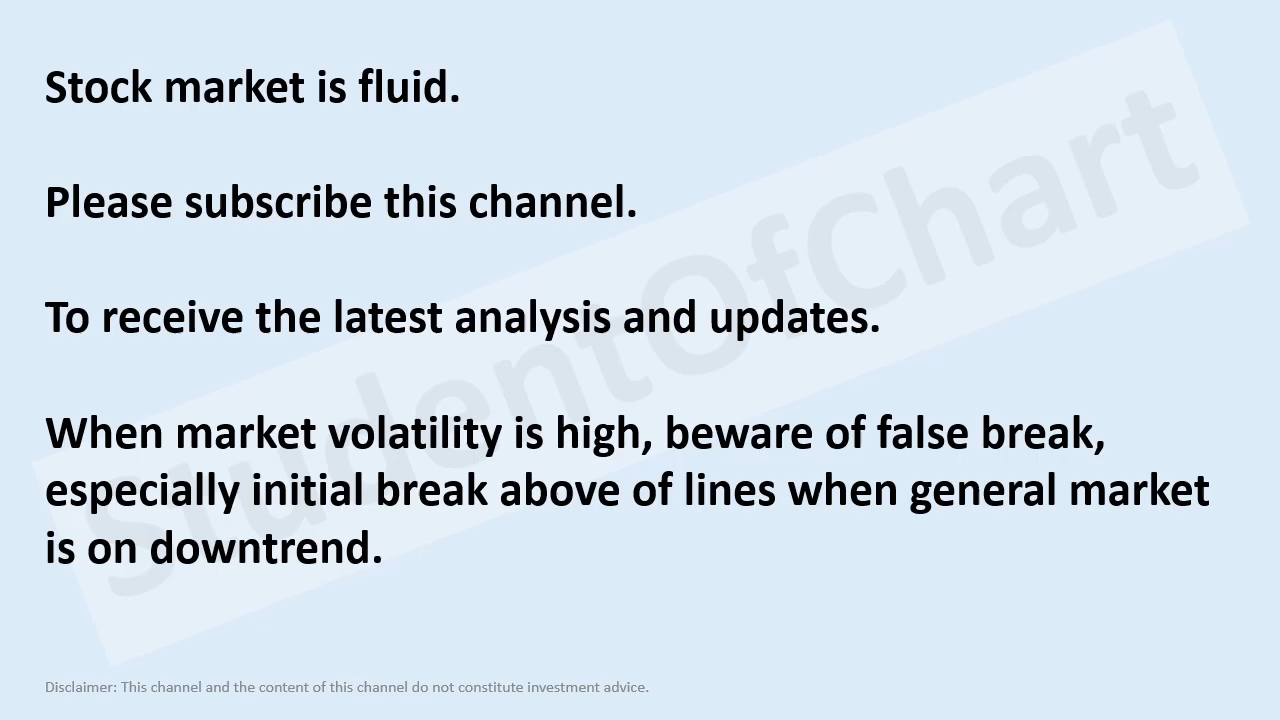 Stock market is fluid.
Please subscribe this channel.
To receive the latest analysis and updates.
When market volatility is high, beware of false break,
especially initial break above of lines when general market
is on downtrend.
StudentOfChart
Disclaimer: This channel and the content of this channel do not constitute investment advice.